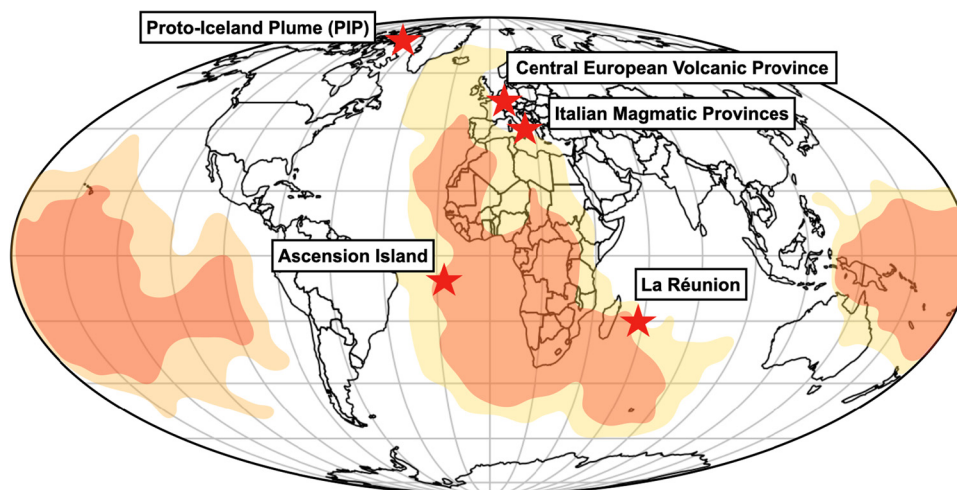 Proto-Iceland Plume (PIP)
Central European Volcanic Province
Italian Magmatic Provinces
Ascension Island
La Réunion